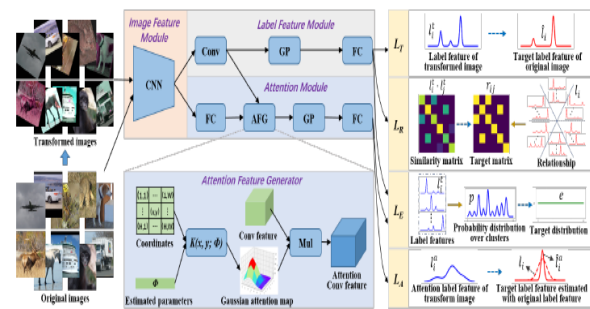 Image Feature
Module
CNN
Label Feature Module
Conv
GP
FC
Attention Module
FC
AFG
GP
FC
Transformed images
Original images
Attention Feature Generator
Coordinates
Φ
Estimated parameters
K(x, y; Φ)
Conv feature
Gaussian attention map
Mul
Attention
Conv feature
L_T
Label feature of
transformed image
Target label feature of
original image
L_R
Similarity matrix
r_ij
Target matrix
l_i
Relationship
L_E
Label features
p
Probability distribution
over clusters
e
Target distribution
L_A
Attention label feature of
transform image
Target label feature estimated
with original label feature